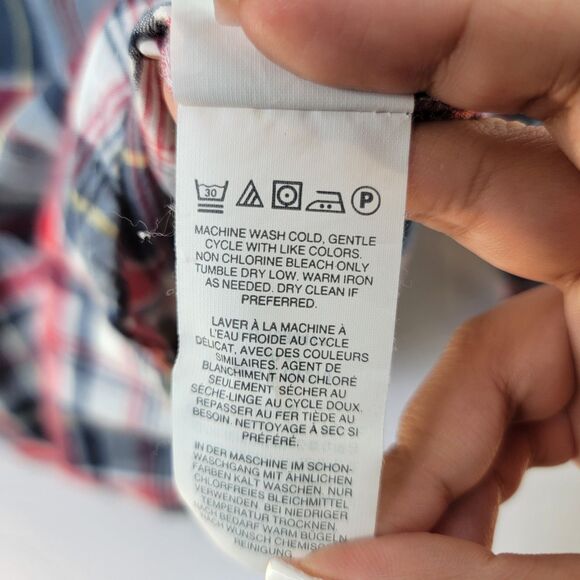 30
P
MACHINE WASH COLD, GENTLE
CYCLE WITH LIKE COLORS.
NON CHLORINE BLEACH ONLY
TUMBLE DRY LOW. WARM IRON
AS NEEDED. DRY CLEAN IF
PREFERRED.
LAVER À LA MACHINE À
L'EAU FROIDE AU CYCLE
DÉLICAT, AVEC DES COULEURS
SIMILAIRES. AGENT DE
BLANCHIMENT NON CHLORÉ
SEULEMENT SÉCHER AU
SÈCHE-LINGE AU CYCLE DOUX.
REPASSER AU FER TIÈDE AU
BESOIN. NETTOYAGE À SEC SI
PRÉFÉRÉ.
IN DER MASCHINE IM SCHON-
WASCHGANG MIT ÄHNLICHEN
FARBEN KALT WASCHEN. NUR
CHLORFREIES BLEICHMITTEL
VERWENDEN. BEI NIEDRIGER
TEMPERATUR TROCKNEN.
NACH BEDARF WARM BÜGELN.
NACH WUNSCH CHEMISCHE
REINIGUNG